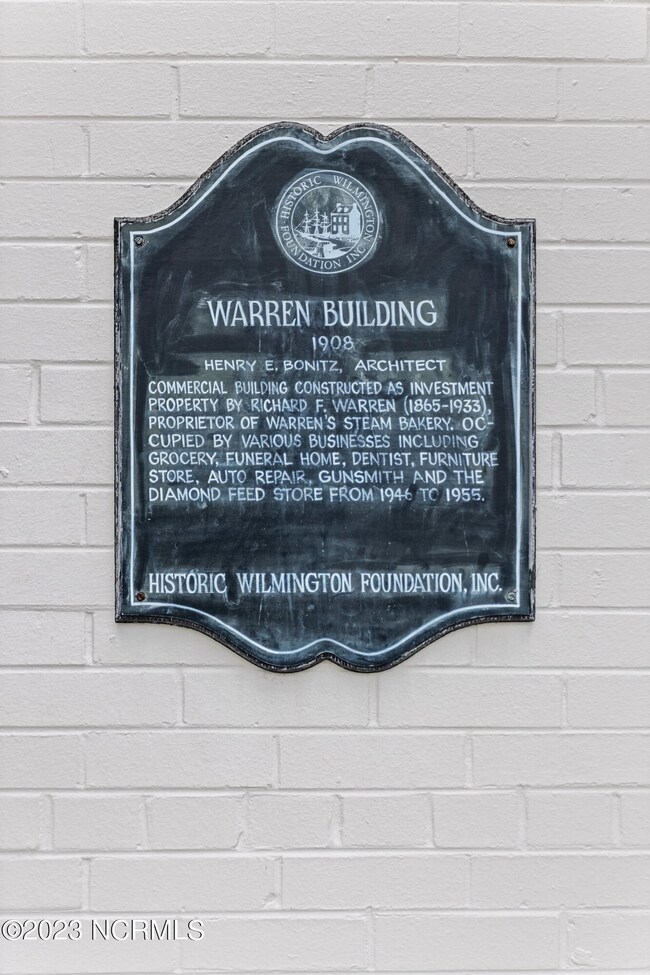 HISTORIC WILMINGTON
FOUNDATION, INC.
WARREN BUILDING
1908
HENRY E. BONITZ, ARCHITECT
COMMERCIAL BUILDING CONSTRUCTED AS INVESTMENT
PROPERTY BY RICHARD F. WARREN (1865-1933),
PROPRIETOR OF WARREN'S STEAM BAKERY. OC-
CUPIED BY VARIOUS BUSINESSES INCLUDING
GROCERY, FUNERAL HOME, DENTIST, FURNITURE
STORE, AUTO REPAIR, GUNSMITH AND THE
DIAMOND FEED STORE FROM 1946 TO 1955.
HISTORIC WILMINGTON FOUNDATION, INC.
©2023 NCRMLS